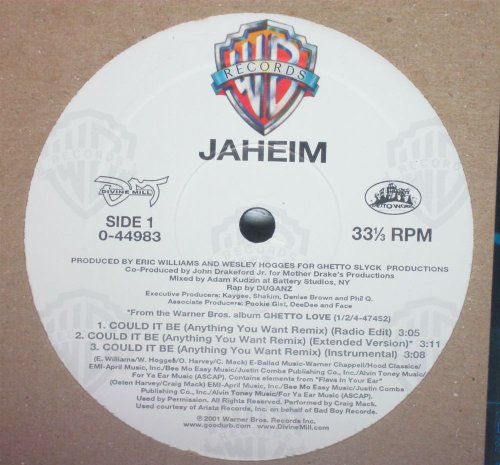 WB
RECORDS
JAHEIM
DIVINE MILL
SIDE 1
0-44983
33⅓ RPM
PRODUCED BY ERIC WILLIAMS AND WESLEY HOGGES FOR GHETTO SLYCK PRODUCTIONS
Co-Produced by John Drakeford Jr. for Mother Drake's Productions
Mixed by Adam Kudzin at Battery Studios, NY
Rap by DUGANZ
Executive Producers: Kaygee, Shakim, Denise Brown and Phil Q.
Associate Producers: Pookie Gist, DeeDee and Face
*From the Warner Bros. album GHETTO LOVE (1/2/4-47452)
1. COULD IT BE (Anything You Want Remix) (Radio Edit) 3:05
2. COULD IT BE (Anything You Want Remix) (Extended Version)* 3:11
3. COULD IT BE (Anything You Want Remix) (Instrumental) 3:08
(E. Williams/W. Hogges/O. Harvey/C. Mack) E-Ballad Music-Warner Chappell/Hood Classics/
EMI-April Music, Inc./Bee Mo Easy Music/Justin Combs Publishing Co., Inc./Alvin Toney Music/
For Ya Ear Music (ASCAP). Contains elements from "Flava In Your Ear"
(Osten Harvey/Craig Mack) EMI-April Music, Inc./Bee Mo Easy Music/Justin Combs
Publishing Co., Inc./Alvin Toney Music/For Ya Ear Music (ASCAP).
Used by Permission. All Rights Reserved. Performed by Craig Mack.
Used courtesy of Arista Records, Inc. on behalf of Bad Boy Records.
℗ 2001 Warner Bros. Records Inc.
www.goodurb.com www.DivineMill.com